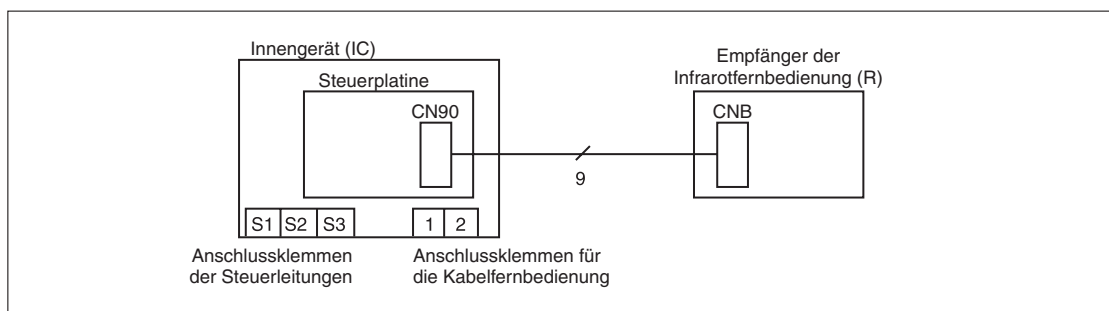 Innengerät (IC)
Steuerplatine
CN90
Empfänger der
Infrarotfernbedienung (R)
CNB
9
S1 S2 S3
1 2
Anschlussklemmen
der Steuerleitungen
Anschlussklemmen für
die Kabelfernbedienung